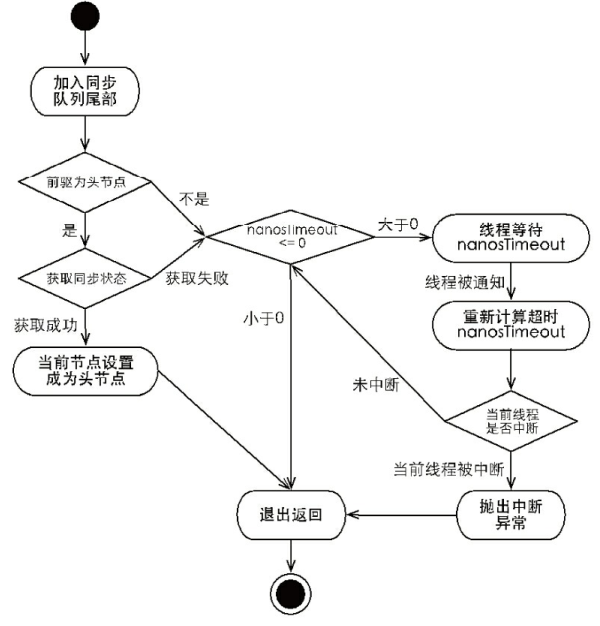 加入同步
队列尾部
前驱为头节点
不是
是
nanosTimeout
<= 0
大于0
线程等待
nanosTimeout
获取同步状态
获取失败
线程被通知
获取成功
小于0
重新计算超时
nanosTimeout
当前节点设置
成为头节点
未中断
当前线程
是否中断
当前线程被中断
退出返回
抛出中断
异常